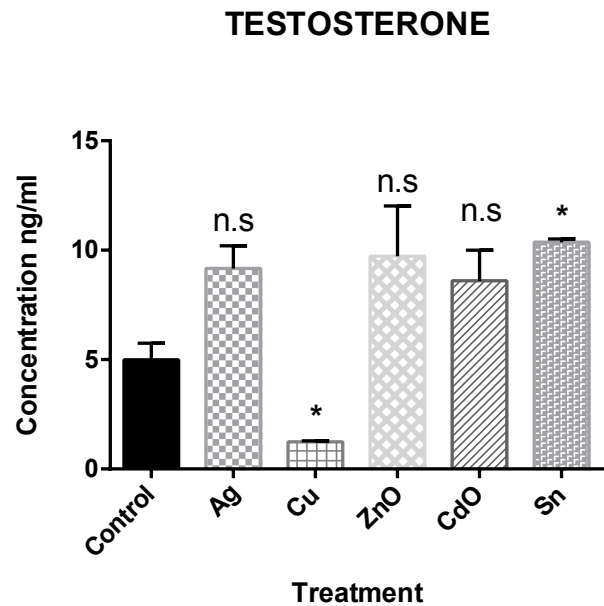 TESTOSTERONE
Concentration ng/ml
15
10
5
0
n.s
*
n.s
n.s
*
Control
Ag
Cu
ZnO
CdO
Sn
Treatment